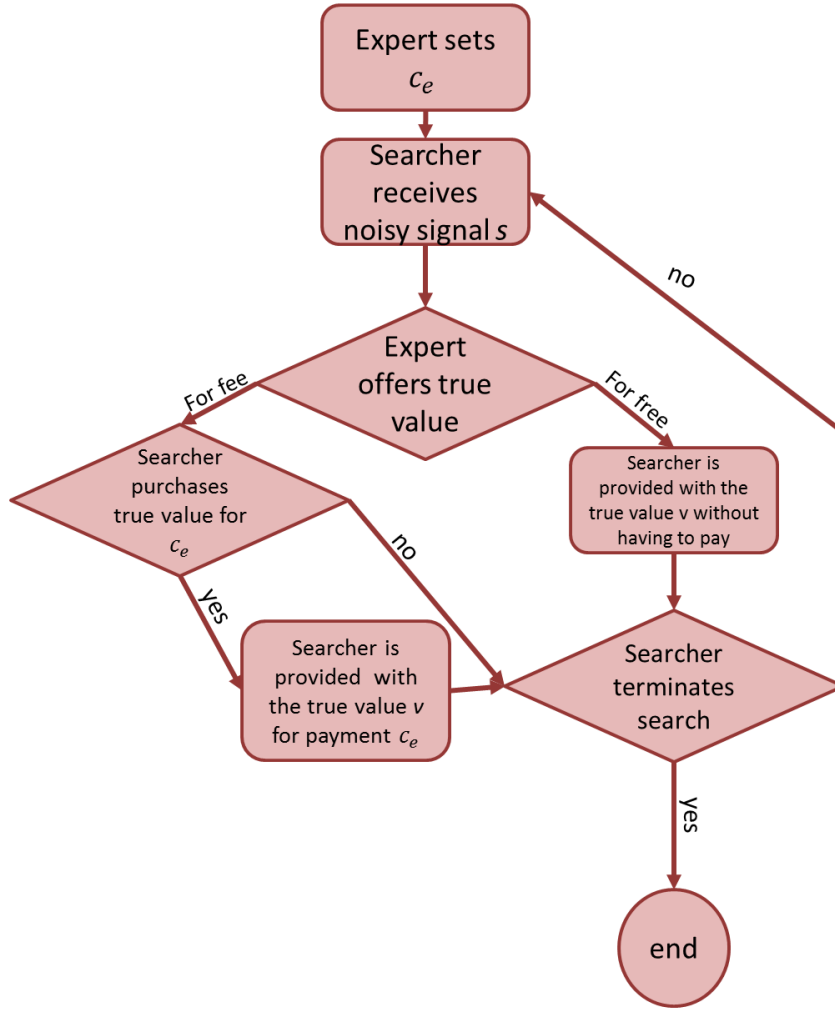 Expert sets
c_e
Searcher
receives
noisy signal s
no
Expert
offers true
value
For fee
For free
Searcher
purchases
true value for
c_e
Searcher is
provided with the
true value v without
having to pay
no
yes
Searcher is
provided with
the true value v
for payment c_e
Searcher
terminates
search
yes
end